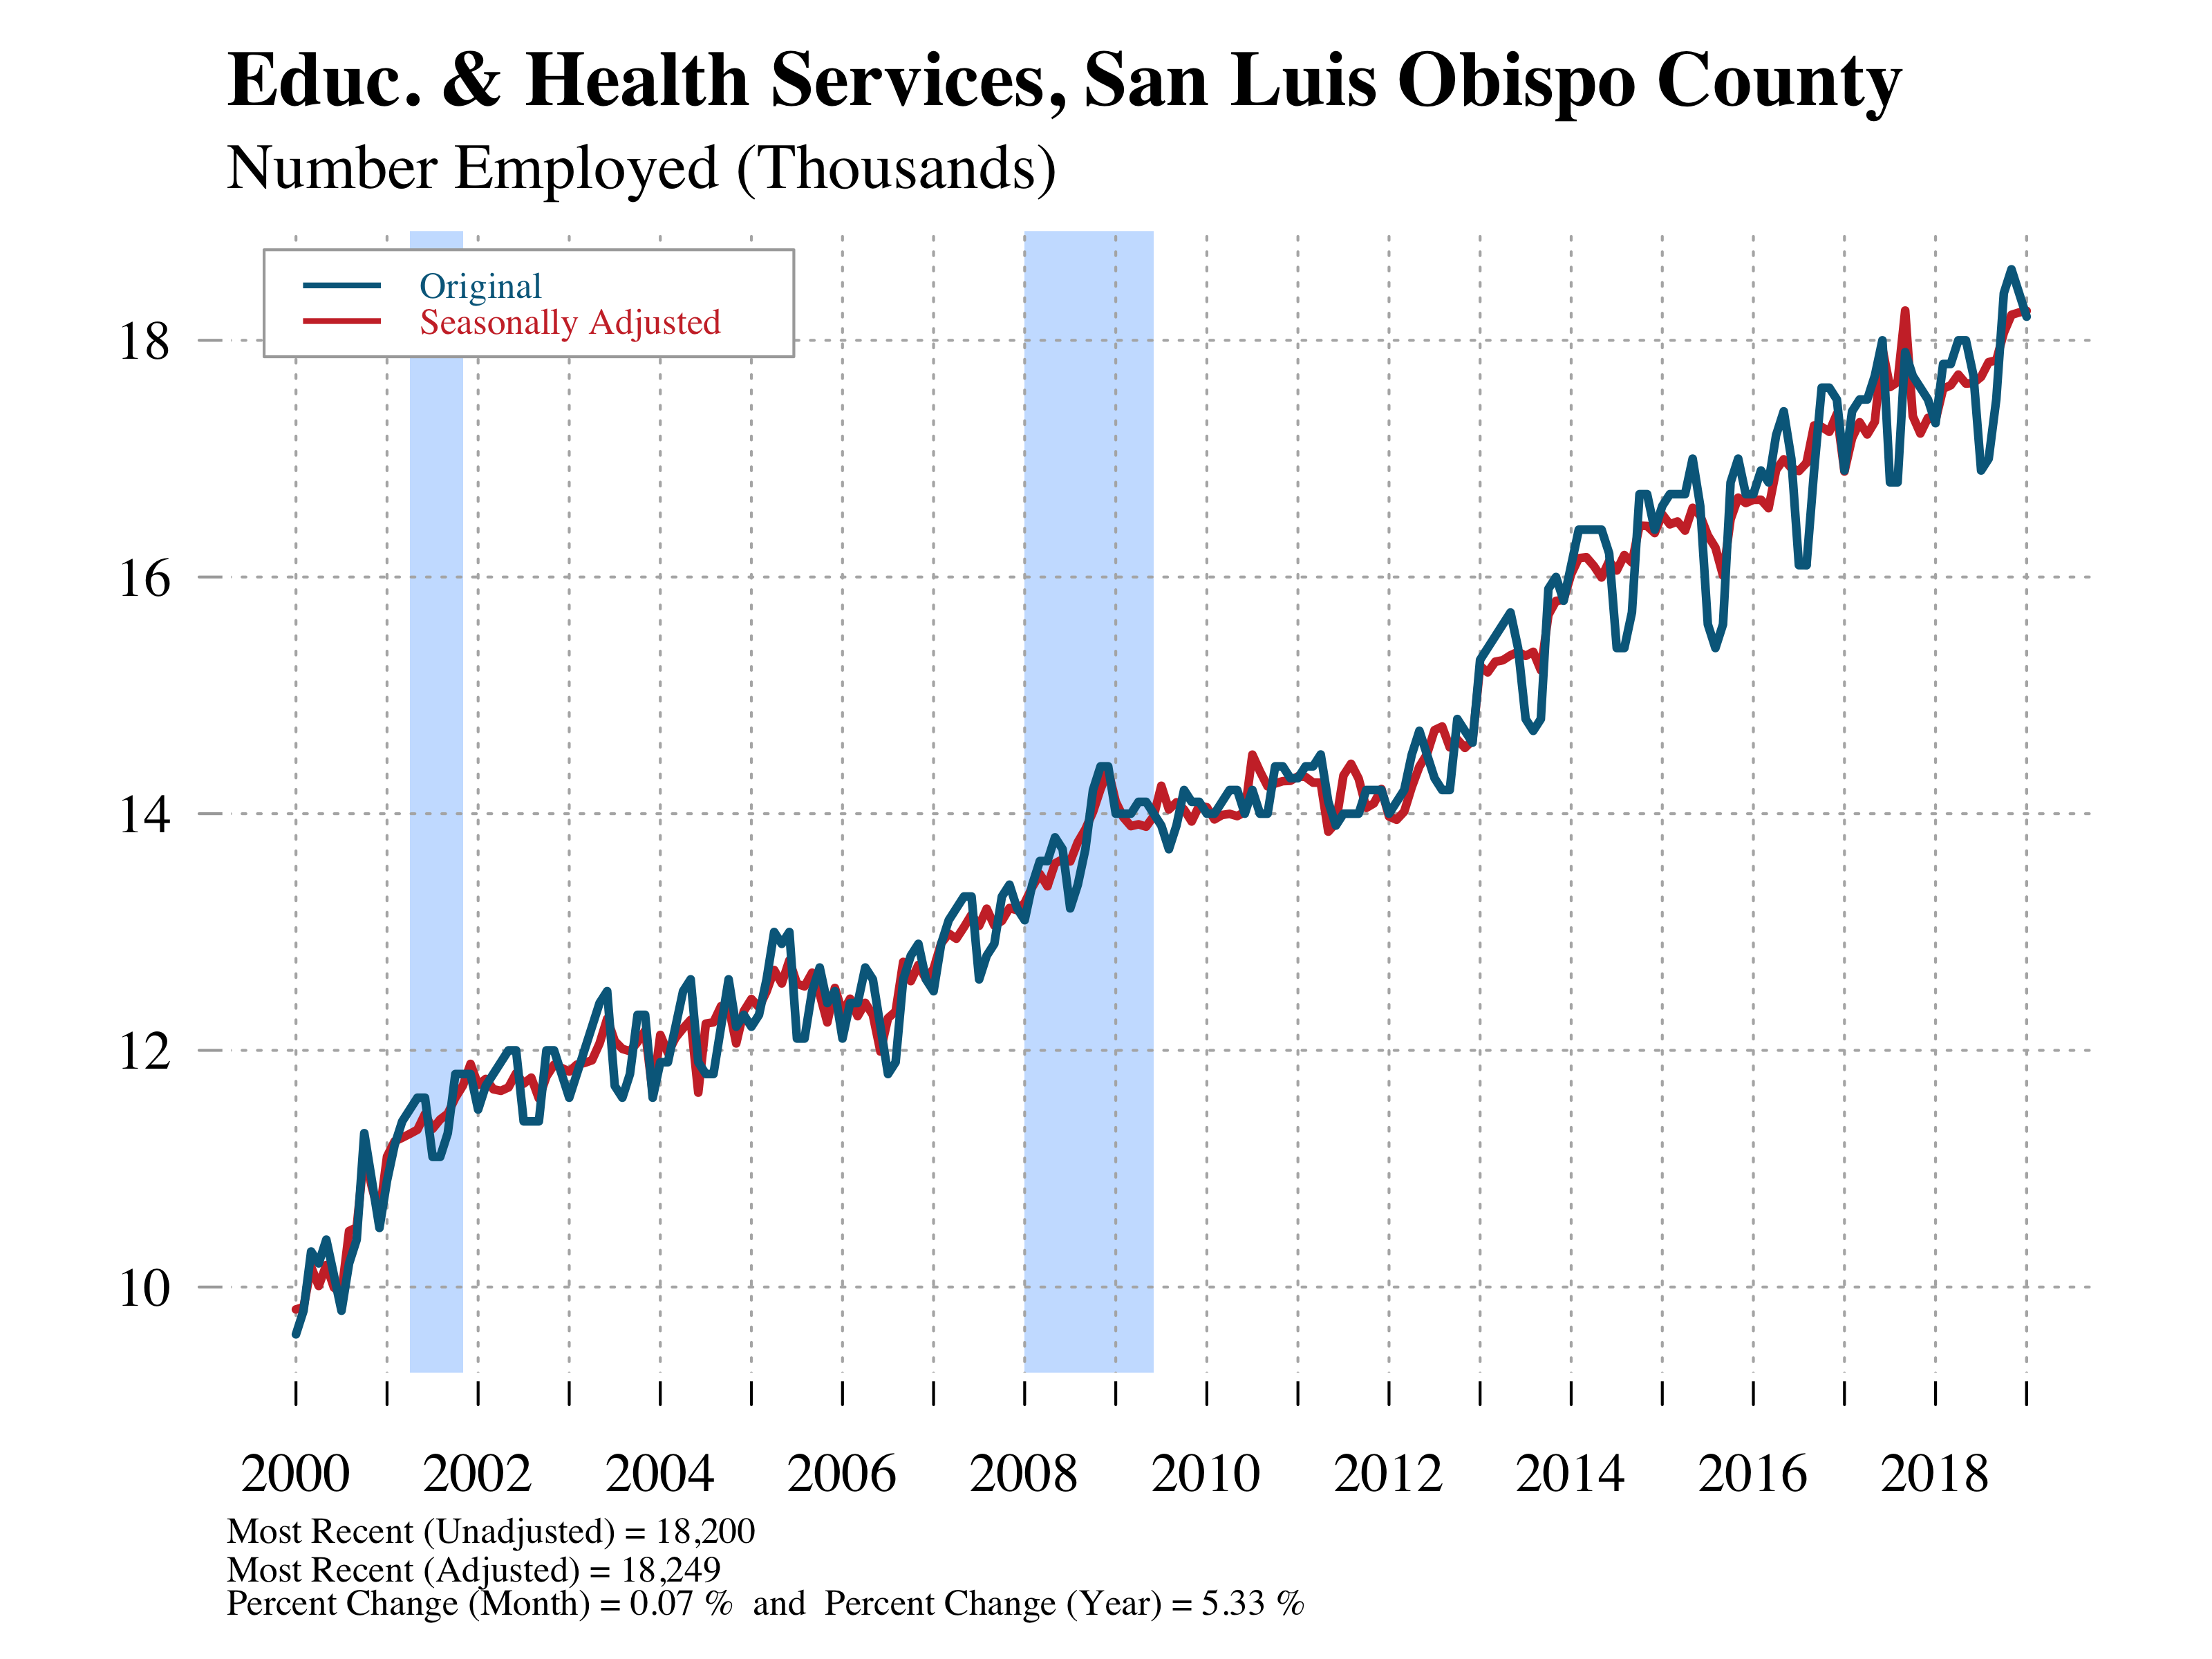 Educ. & Health Services, San Luis Obispo County
Number Employed (Thousands)
Original
Seasonally Adjusted
18
16
14
12
10
2000 2002 2004 2006 2008 2010 2012 2014 2016 2018
Most Recent (Unadjusted) = 18,200
Most Recent (Adjusted) = 18,249
Percent Change (Month) = 0.07 % and Percent Change (Year) = 5.33 %